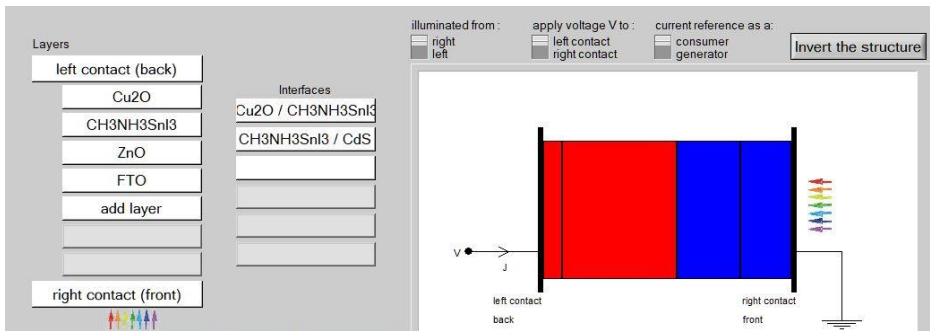 illuminated from :
apply voltage V to :
current reference as a:
right
left
left contact
right contact
consumer
generator
Invert the structure
Layers
left contact (back)
Cu2O
CH3NH3SnI3
ZnO
FTO
add layer
right contact (front)
Interfaces
Cu2O / CH3NH3SnI3
CH3NH3SnI3 / CdS
V
J
left contact
back
right contact
front